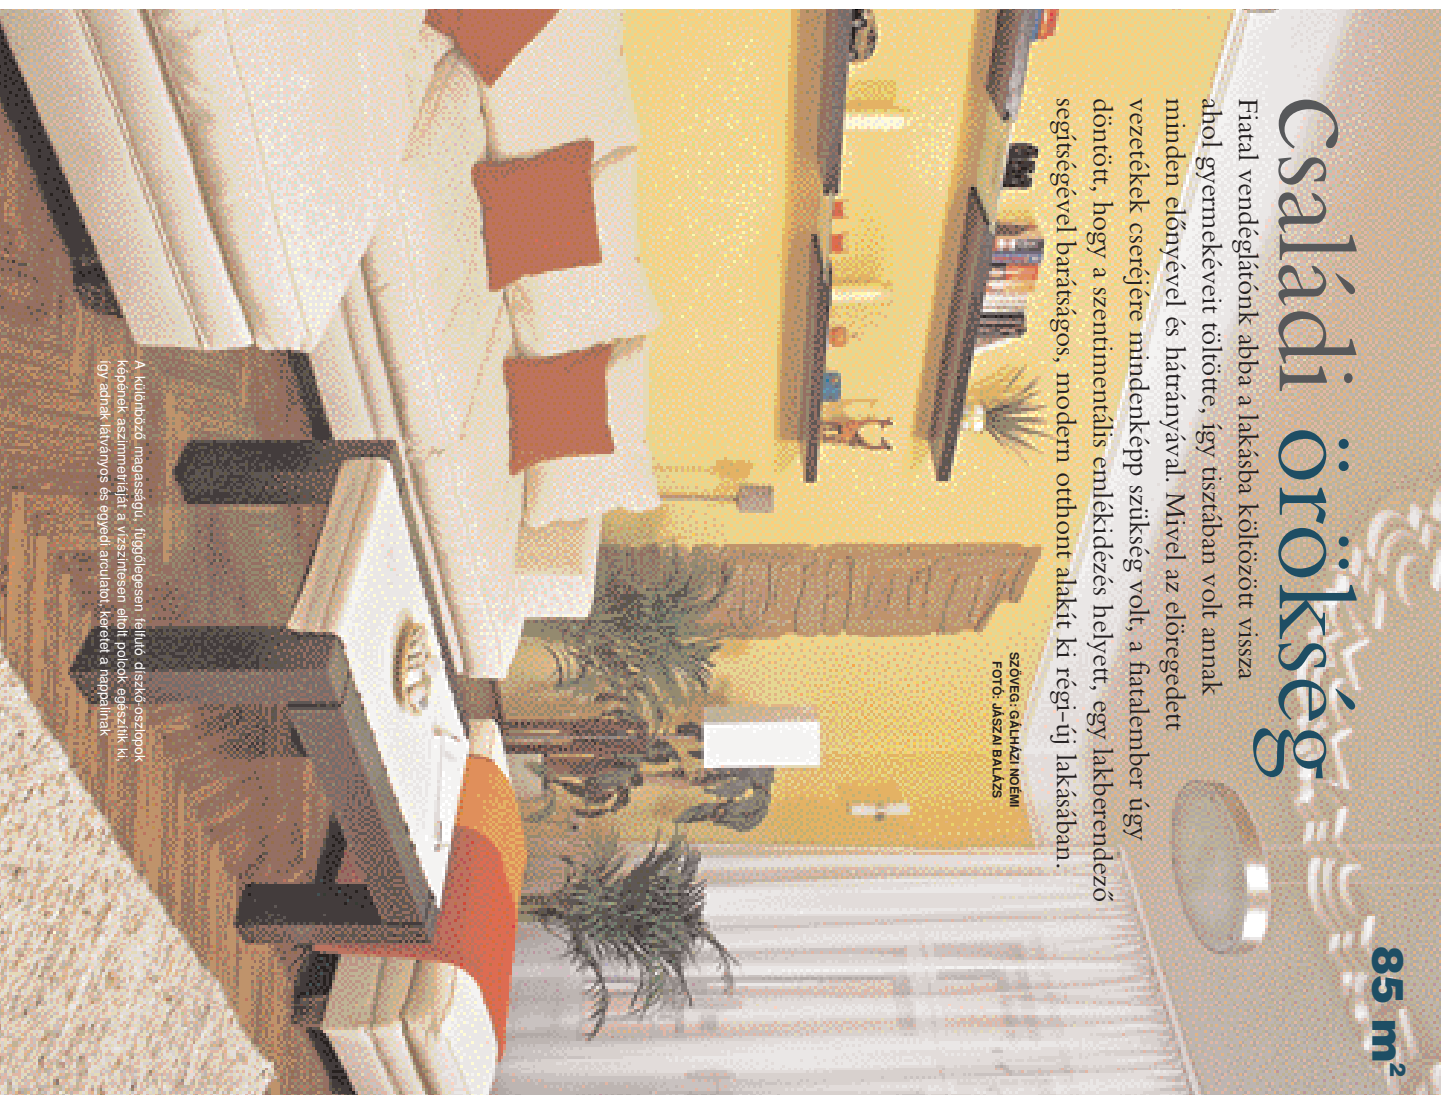 85 m²
Családi örökség
Fiatal vendéglátónk abba a lakásba költözött vissza
ahol gyermekéveit töltötte, így tisztában volt annak
minden előnyével és hátrányával. Mivel az elöregedett
vezetékek cseréjére mindenképp szükség volt, a fiatalember úgy
döntött, hogy a szentimentális emlékidézés helyett, egy lakberendező
segítségével barátságos, modern otthont alakít ki régi-új lakásában.
SZÖVEG: GÁLHÁZI NOÉMI
FOTÓ: JÁSZAI BALÁZS
A különböző magasságú, függőlegesen felfutó díszkő-oszlopok
képének aszimmetriáját a vízszintesen eltolt polcok egészítik ki,
így adnak látványos és egyedi arculatot, keretet a nappalinak